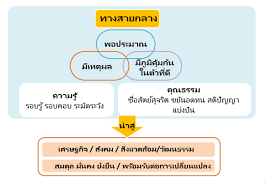 ทางสายกลาง
พอประมาณ
มีเหตุผล
มีภูมิคุ้มกัน
ในตัวที่ดี
ความรู้
รอบรู้ รอบคอบ ระมัดระวัง
คุณธรรม
ซื่อสัตย์สุจริต ขยันอดทน สติปัญญา
แบ่งปัน
นำสู่
เศรษฐกิจ / สังคม / สิ่งแวดล้อม/วัฒนธรรม
สมดุล มั่นคง ยั่งยืน / พร้อมรับต่อการเปลี่ยนแปลง